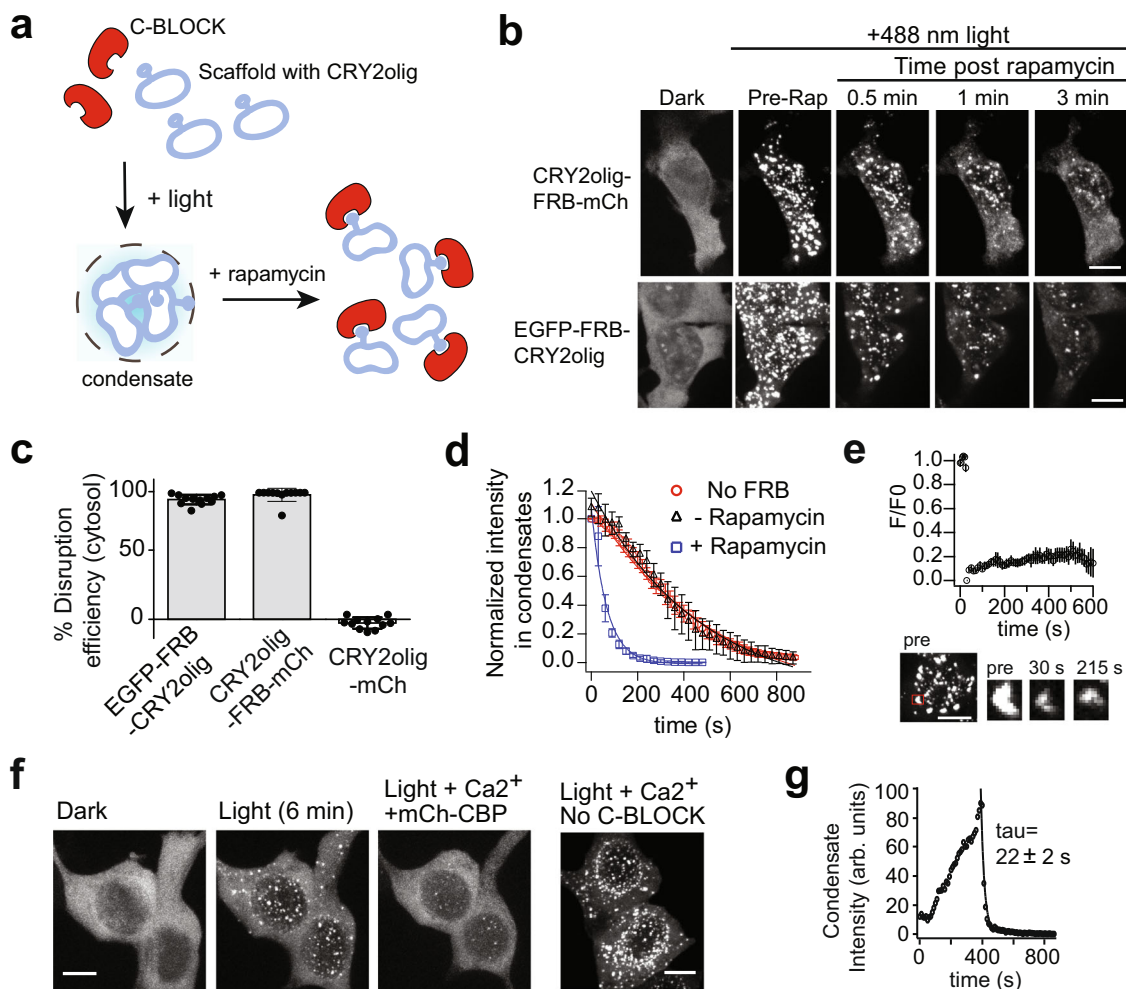 a
C-BLOCK
Scaffold with CRY2olig
+ light
+ rapamycin
condensate
b
+488 nm light
Time post rapamycin
Dark
Pre-Rap
0.5 min
1 min
3 min
CRY2olig-
FRB-mCh
EGFP-FRB-
CRY2olig
c
% Disruption
efficiency (cytosol)
100
50
0
EGFP-FRB
-CRY2olig
CRY2olig
-FRB-mCh
CRY2olig
-mCh
d
Normalized intensity
in condensates
1.2
1.0
0.8
0.6
0.4
0.2
0.0
No FRB
- Rapamycin
+ Rapamycin
0 200 400 600 800
time (s)
e
F/F0
1.0
0.8
0.6
0.4
0.2
0.0
0 200 400 600
time (s)
pre
pre
30 s
215 s
f
Dark
Light (6 min)
Light + Ca2+
+mCh-CBP
Light + Ca2+
No C-BLOCK
g
Condensate
Intensity (arb. units)
100
80
60
40
20
0
tau=
22 ± 2 s
0 400 800
time (s)